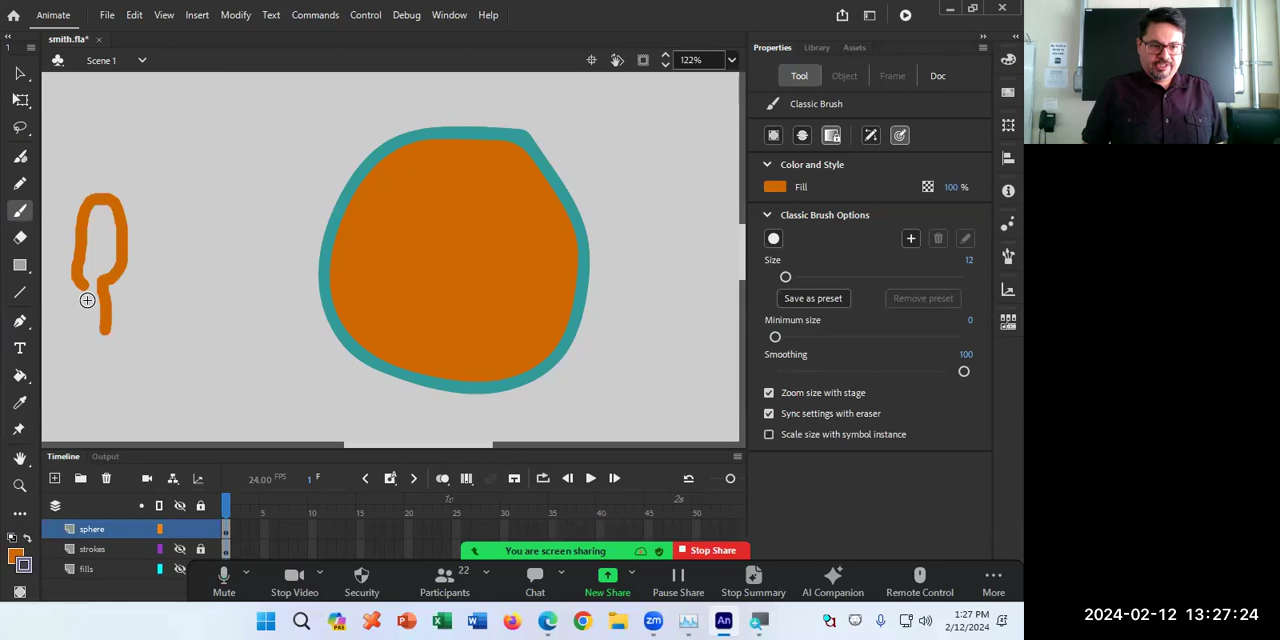 Animate File Edit View Insert Modify Text Commands Control Debug Window Help
smith.fla* ×
Scene 1 122%
Properties Library Assets
Tool Object Frame Doc
Classic Brush
Color and Style
Fill 100 %
Classic Brush Options
Size 12
Save as preset Remove preset
Minimum size 0
Smoothing 100
Zoom size with stage
Sync settings with eraser
Scale size with symbol instance
Timeline Output
24.00 FPS 1 F
1s 2s
5 10 15 20 25 30 35 40 45 50
sphere
strokes
fills
You are screen sharing Stop Share
22
Mute Stop Video Security Participants Chat New Share Pause Share Stop Summary AI Companion Remote Control More
1:27 PM
2/12/2024
2024-02-12 13:27:24